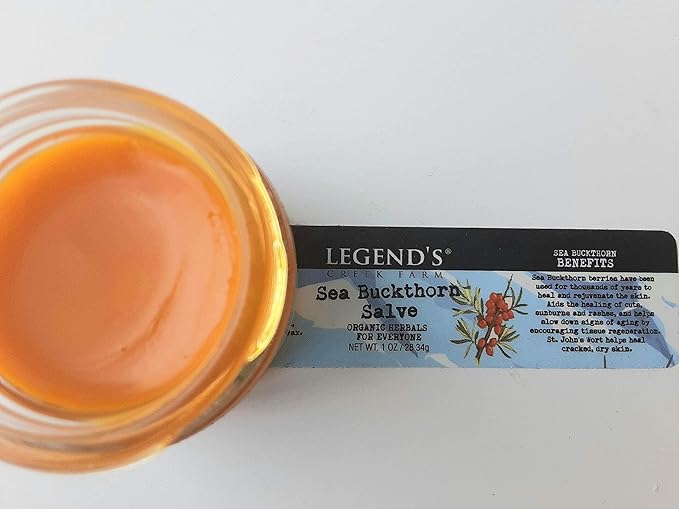 LEGEND'S®
CREEK FARM
Sea Buckthorn
Salve
ORGANIC HERBALS
FOR EVERYONE
NET WT. 1 OZ / 28.34g
SEA BUCKTHORN
BENEFITS
Sea Buckthorn berries have been
used for thousands of years to
heal and rejuvenate the skin.
Aids the healing of cuts,
sunburns and rashes, and helps
slow down signs of aging by
encouraging tissue regeneration.
St. John's Wort helps heal
cracked, dry skin.